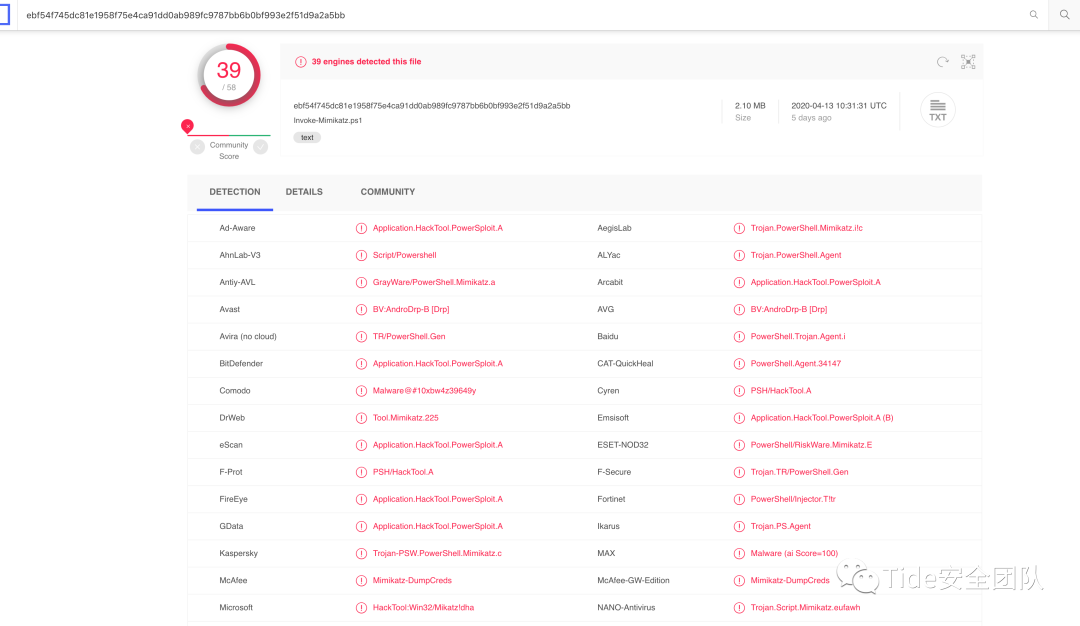 ebf54f745dc81e1958f75e4ca91dd0ab989fc9787bb6b0bf993e2f51d9a2a5bb
39
/ 58
39 engines detected this file
ebf54f745dc81e1958f75e4ca91dd0ab989fc9787bb6b0bf993e2f51d9a2a5bb
Invoke-Mimikatz.ps1
text
2.10 MB
Size
2020-04-13 10:31:31 UTC
5 days ago
TXT
Community
Score
DETECTION DETAILS COMMUNITY
Ad-Aware Application.HackTool.PowerSploit.A AegisLab Trojan.PowerShell.Mimikatz.i!c
AhnLab-V3 Script/Powershell ALYac Trojan.PowerShell.Agent
Antiy-AVL GrayWare/PowerShell.Mimikatz.a Arcabit Application.HackTool.PowerSploit.A
Avast BV:AndroDrp-B [Drp] AVG BV:AndroDrp-B [Drp]
Avira (no cloud) TR/PowerShell.Gen Baidu PowerShell.Trojan.Agent.i
BitDefender Application.HackTool.PowerSploit.A CAT-QuickHeal PowerShell.Agent.34147
Comodo Malware@#10xbw4z39649y Cyren PSH/HackTool.A
DrWeb Tool.Mimikatz.225 Emsisoft Application.HackTool.PowerSploit.A (B)
eScan Application.HackTool.PowerSploit.A ESET-NOD32 PowerShell/RiskWare.Mimikatz.E
F-Prot PSH/HackTool.A F-Secure Trojan.TR/PowerShell.Gen
FireEye Application.HackTool.PowerSploit.A Fortinet PowerShell/Injector.T!tr
GData Application.HackTool.PowerSploit.A Ikarus Trojan.PS.Agent
Kaspersky Trojan-PSW.PowerShell.Mimikatz.c MAX Malware (ai Score=100)
McAfee Mimikatz-DumpCreds McAfee-GW-Edition Mimikatz-DumpCreds
Microsoft HackTool:Win32/Mikatz!dha NANO-Antivirus Trojan.Script.Mimikatz.eufawh
Tide安全团队